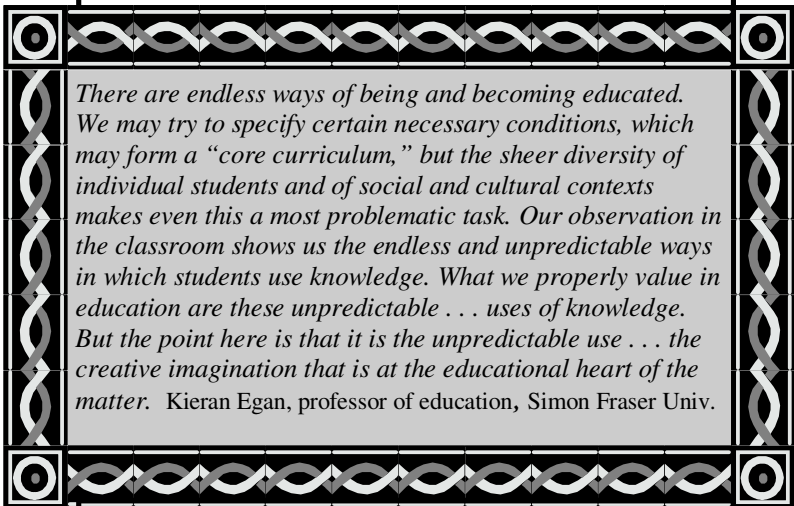 There are endless ways of being and becoming educated.
We may try to specify certain necessary conditions, which
may form a “core curriculum,” but the sheer diversity of
individual students and of social and cultural contexts
makes even this a most problematic task. Our observation in
the classroom shows us the endless and unpredictable ways
in which students use knowledge. What we properly value in
education are these unpredictable . . . uses of knowledge.
But the point here is that it is the unpredictable use . . . the
creative imagination that is at the educational heart of the
matter. Kieran Egan, professor of education, Simon Fraser Univ.